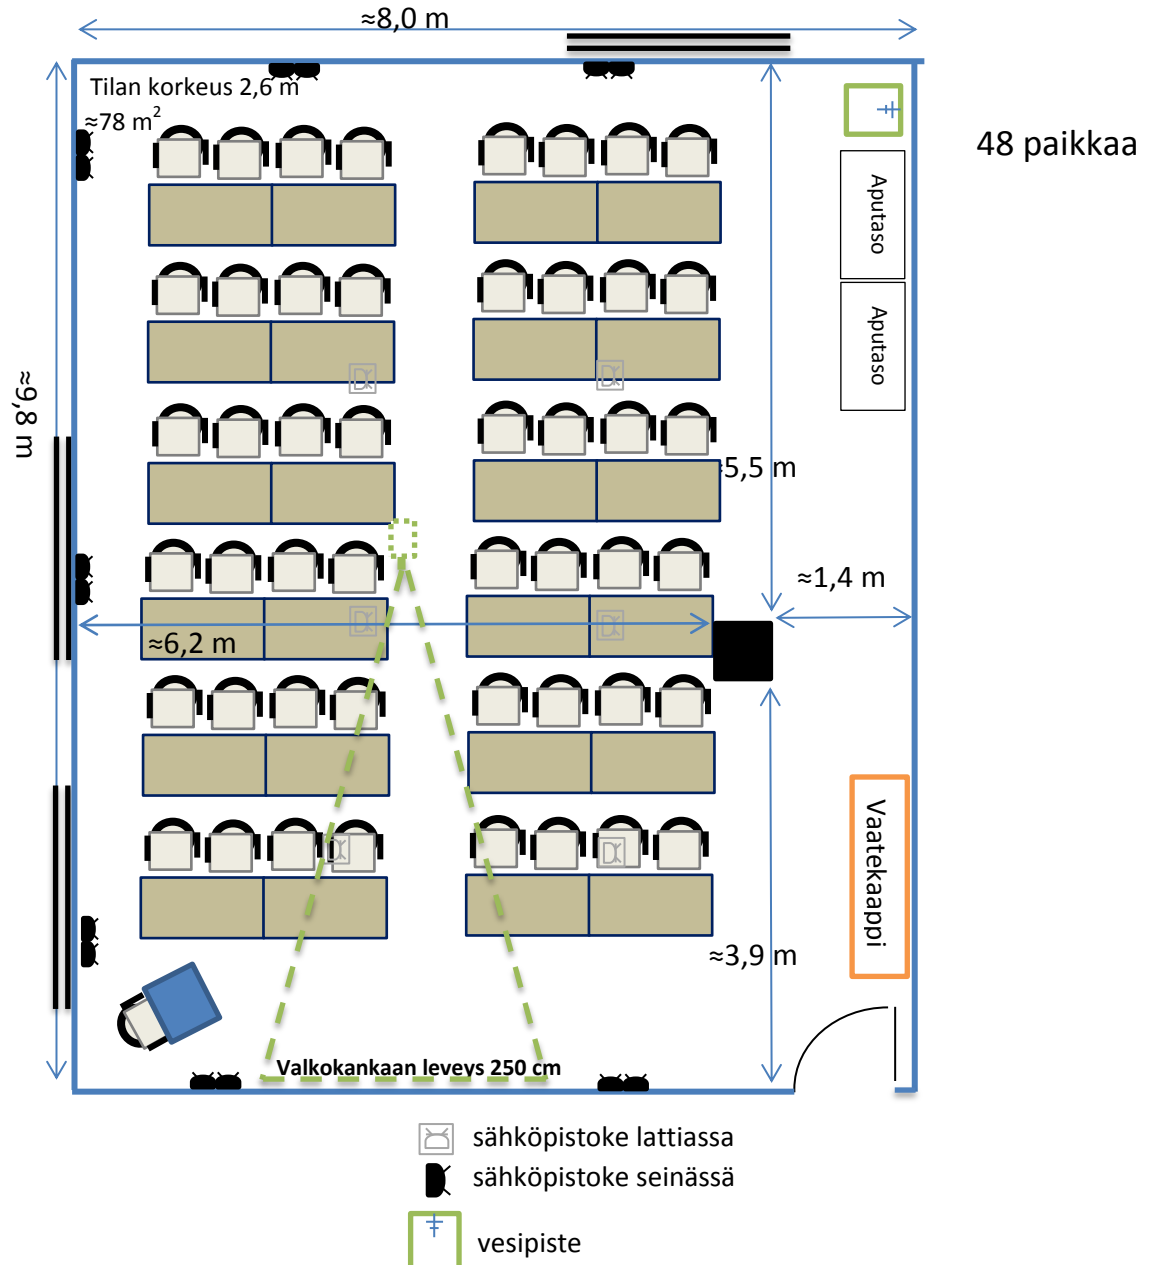 ≈8,0 m
Tilan korkeus 2,6 m
≈78 m²
48 paikkaa
Aputaso
Aputaso
≈9,8 m
≈5,5 m
≈1,4 m
≈6,2 m
Vaatekaappi
≈3,9 m
Valkokankaan leveys 250 cm
sähköpistoke lattiassa
sähköpistoke seinässä
vesipiste